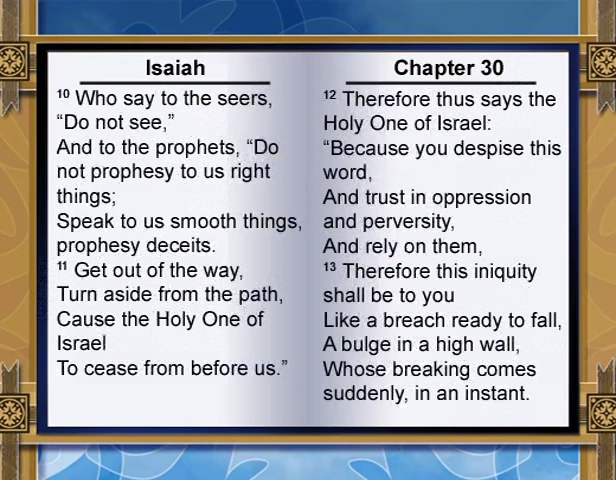 Isaiah
10 Who say to the seers,
“Do not see,”
And to the prophets, “Do
not prophesy to us right
things;
Speak to us smooth things,
prophesy deceits.
11 Get out of the way,
Turn aside from the path,
Cause the Holy One of
Israel
To cease from before us.”
Chapter 30
12 Therefore thus says the
Holy One of Israel:
“Because you despise this
word,
And trust in oppression
and perversity,
And rely on them,
13 Therefore this iniquity
shall be to you
Like a breach ready to fall,
A bulge in a high wall,
Whose breaking comes
suddenly, in an instant.